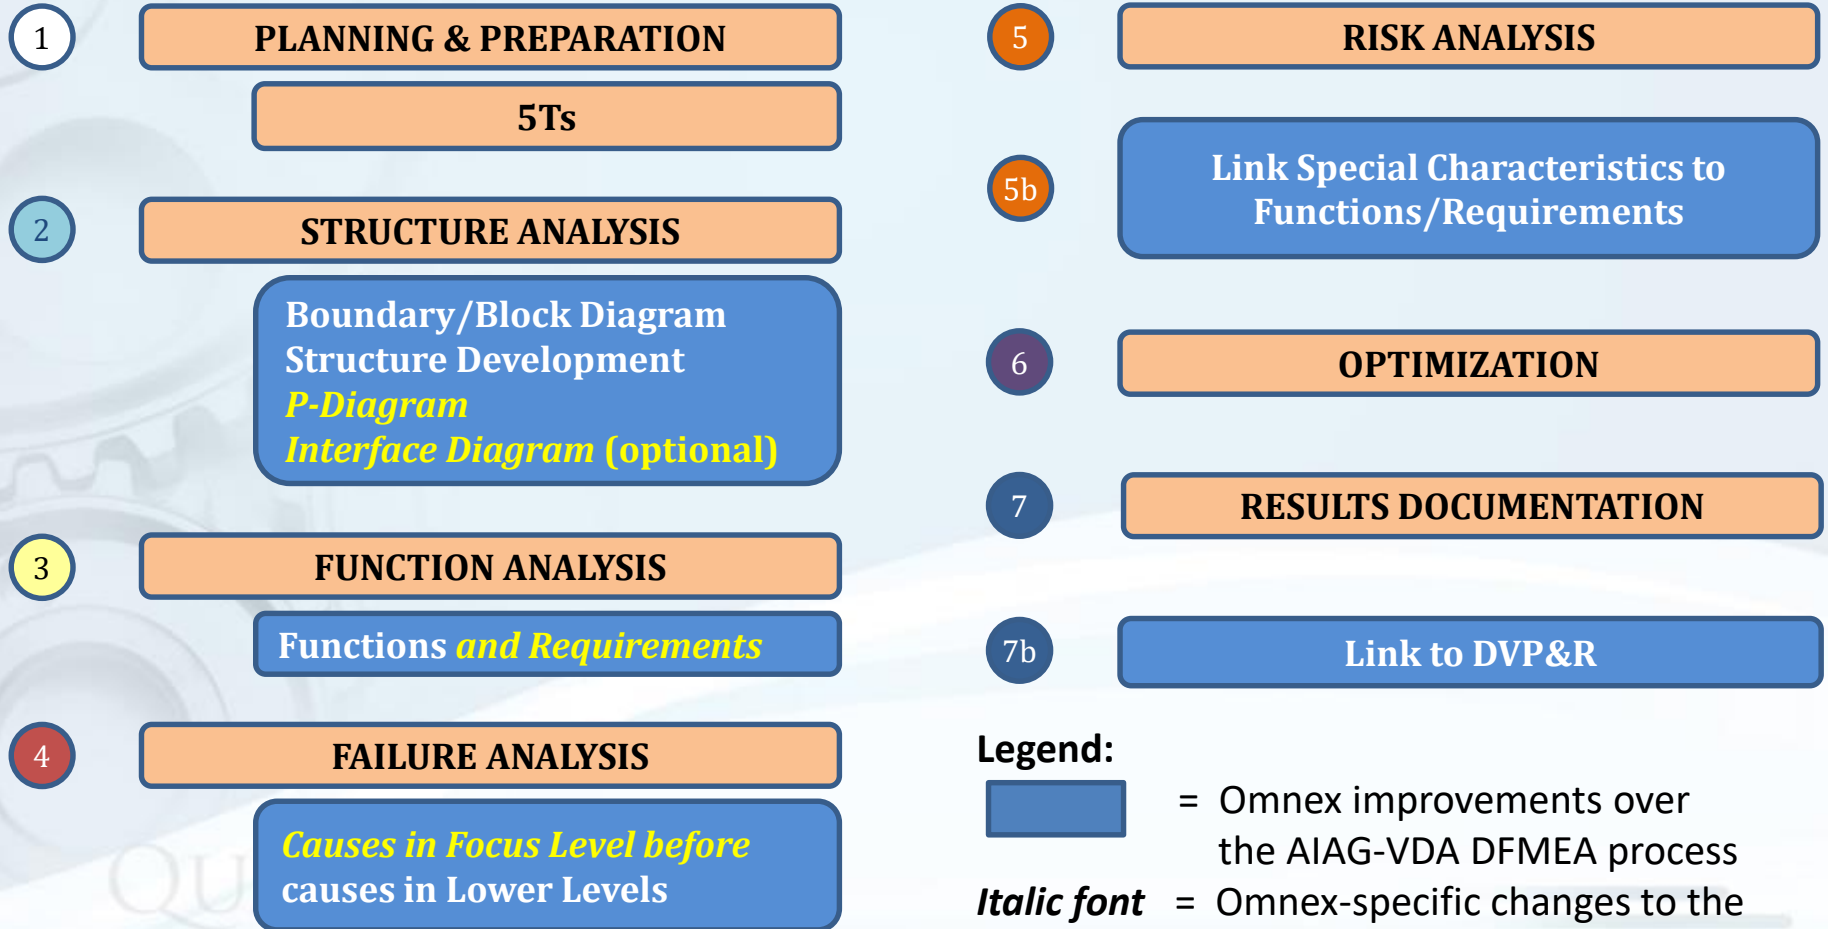 1
PLANNING & PREPARATION
5Ts
2
STRUCTURE ANALYSIS
Boundary/Block Diagram
Structure Development
P-Diagram
Interface Diagram (optional)
3
FUNCTION ANALYSIS
Functions and Requirements
4
FAILURE ANALYSIS
Causes in Focus Level before
causes in Lower Levels
QU
5
RISK ANALYSIS
5b
Link Special Characteristics to
Functions/Requirements
6
OPTIMIZATION
7
RESULTS DOCUMENTATION
7b
Link to DVP&R
Legend:
= Omnex improvements over
the AIAG-VDA DFMEA process
Italic font = Omnex-specific changes to the